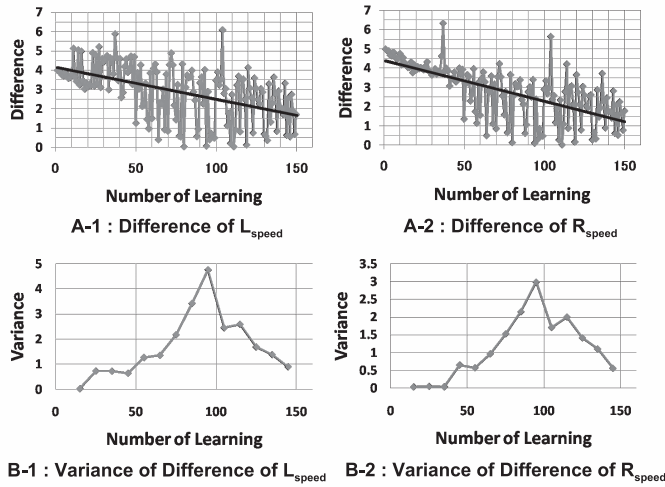 7
6
5
4
3
2
1
0
Difference
0 50 100 150
Number of Learning
A-1 : Difference of Lspeed
7
6
5
4
3
2
1
0
Difference
0 50 100 150
Number of Learning
A-2 : Difference of Rspeed
5
4
3
2
1
0
Variance
0 50 100 150
Number of Learning
B-1 : Variance of Difference of Lspeed
3.5
3
2.5
2
1.5
1
0.5
0
Variance
0 50 100 150
Number of Learning
B-2 : Variance of Difference of Rspeed